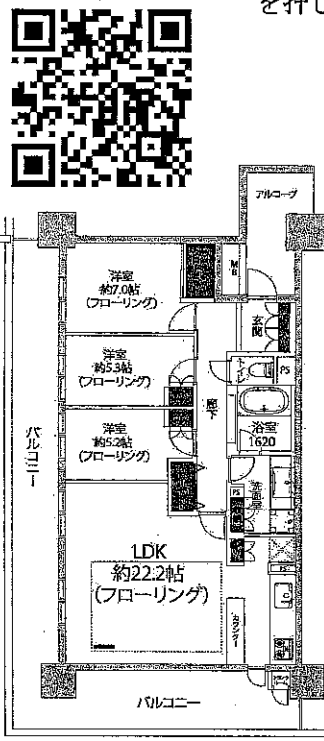 を押し
アルコーブ
MB
洋室
約7.0帖
(フローリング)
玄関
トイレ
PS
洋室
約5.3帖
(フローリング)
廊下
浴室
1620
洋室
約5.2帖
(フローリング)
バルコニー
洗面室
PS
LDK
約22.2帖
(フローリング)
PS
カウンター
バルコニー